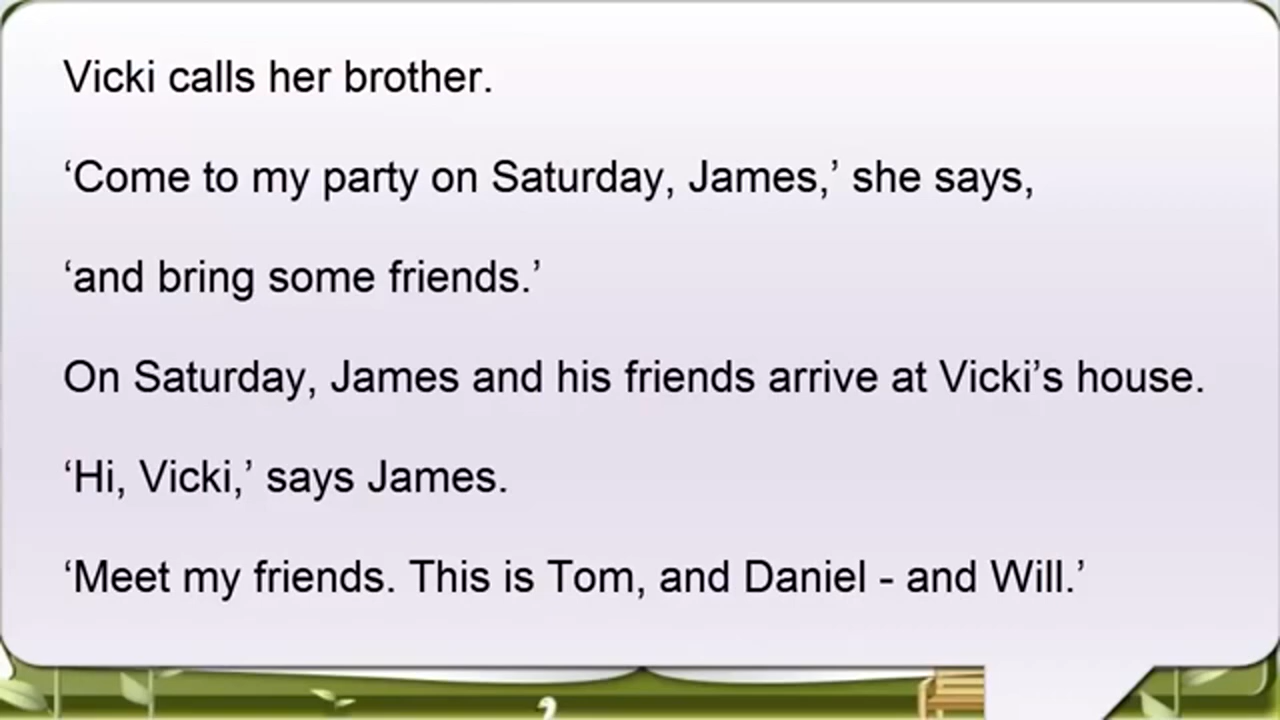 Vicki calls her brother.
‘Come to my party on Saturday, James,’ she says,
‘and bring some friends.’
On Saturday, James and his friends arrive at Vicki’s house.
‘Hi, Vicki,’ says James.
‘Meet my friends. This is Tom, and Daniel - and Will.’